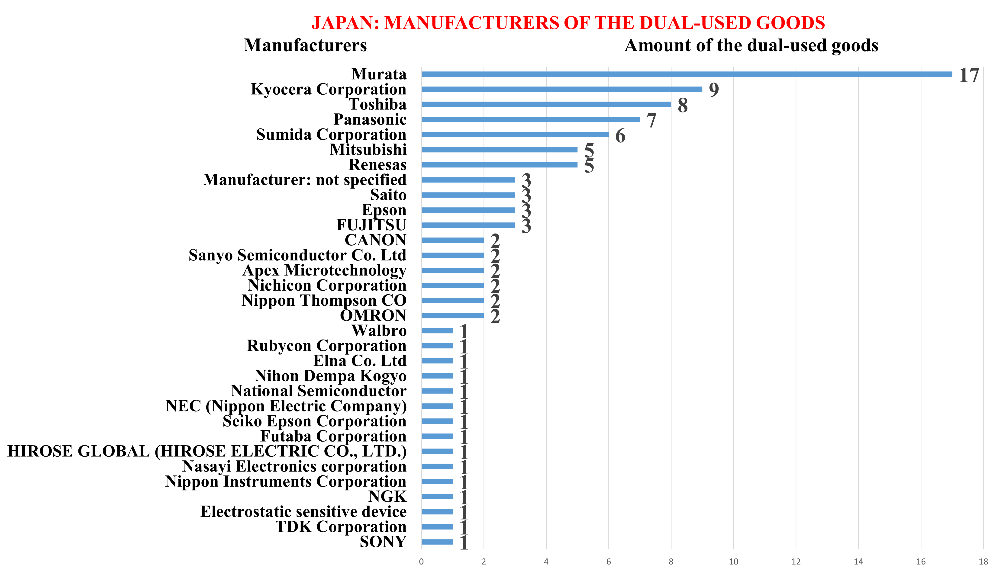 JAPAN: MANUFACTURERS OF THE DUAL-USED GOODS
Manufacturers Amount of the dual-used goods
Murata 17
Kyocera Corporation 9
Toshiba 8
Panasonic 7
Sumida Corporation 6
Mitsubishi 5
Renesas 5
Manufacturer: not specified 3
Saito 3
Epson 3
FUJITSU 3
CANON 2
Sanyo Semiconductor Co. Ltd 2
Apex Microtechnology 2
Nichicon Corporation 2
Nippon Thompson CO 2
OMRON 2
Walbro 1
Rubycon Corporation 1
Elna Co. Ltd 1
Nihon Dempa Kogyo 1
National Semiconductor 1
NEC (Nippon Electric Company) 1
Seiko Epson Corporation 1
Futaba Corporation 1
HIROSE GLOBAL (HIROSE ELECTRIC CO., LTD.) 1
Nasayi Electronics corporation 1
Nippon Instruments Corporation 1
NGK 1
Electrostatic sensitive device 1
TDK Corporation 1
SONY 1
0 2 4 6 8 10 12 14 16 18